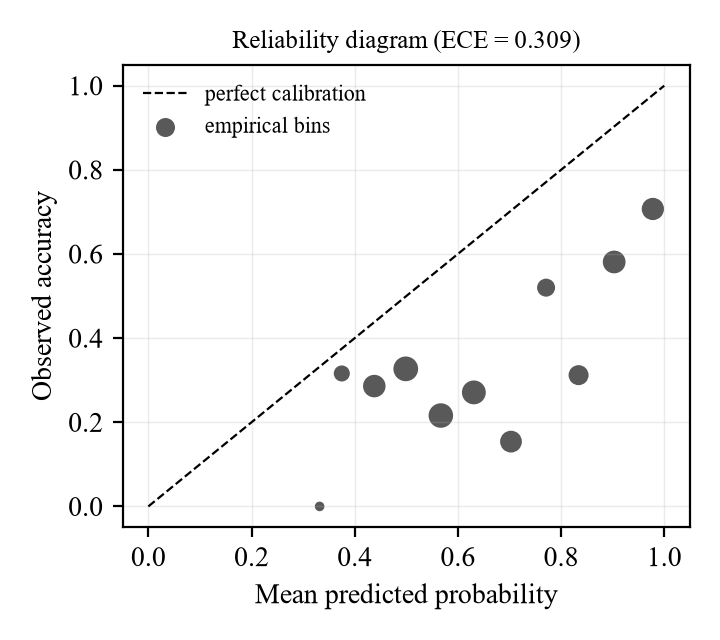 Reliability diagram (ECE = 0.309)
perfect calibration
empirical bins
Observed accuracy
1.0
0.8
0.6
0.4
0.2
0.0
0.0 0.2 0.4 0.6 0.8 1.0
Mean predicted probability